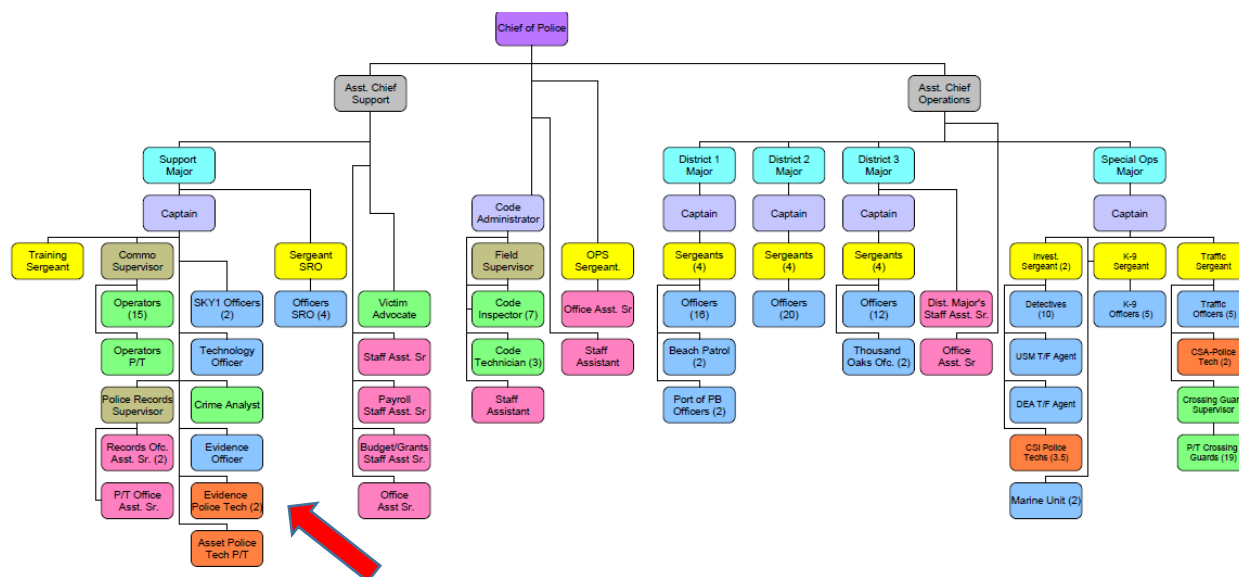 Chief of Police
Asst. Chief
Support
Asst. Chief
Operations
Support
Major
District 1
Major
District 2
Major
District 3
Major
Special Ops
Major
Captain
Code
Administrator
Captain
Captain
Captain
Captain
Training
Sergeant
Commo
Supervisor
Sergeant
SRO
Field
Supervisor
OPS
Sergeant.
Sergeants
(4)
Sergeants
(4)
Sergeants
(4)
Invest.
Sergeant (2)
K-9
Sergeant
Traffic
Sergeant
Operators
(15)
SKY1 Officers
(2)
Officers
SRO (4)
Victim
Advocate
Code
Inspector (7)
Office Asst. Sr
Officers
(16)
Officers
(20)
Officers
(12)
Dist. Major's
Staff Asst. Sr.
Detectives
(10)
K-9
Officers (5)
Traffic
Officers (5)
Operators
P/T
Technology
Officer
Staff Asst. Sr
Code
Technician (3)
Staff
Assistant
Beach Patrol
(2)
Thousand
Oaks Ofc. (2)
Office
Asst. Sr
USM T/F Agent
CSA-Police
Tech (2)
Police Records
Supervisor
Crime Analyst
Payroll
Staff Asst. Sr
Staff
Assistant
Port of PB
Officers (2)
DEA T/F Agent
Crossing Guard
Supervisor
Records Ofc.
Asst. Sr. (2)
Evidence
Officer
Budget/Grants
Staff Asst Sr.
CSI Police
Techs (3.5)
P/T Crossing
Guards (19)
P/T Office
Asst. Sr.
Evidence
Police Tech (2)
Office
Asst Sr.
Marine Unit (2)
Asset Police
Tech P/T